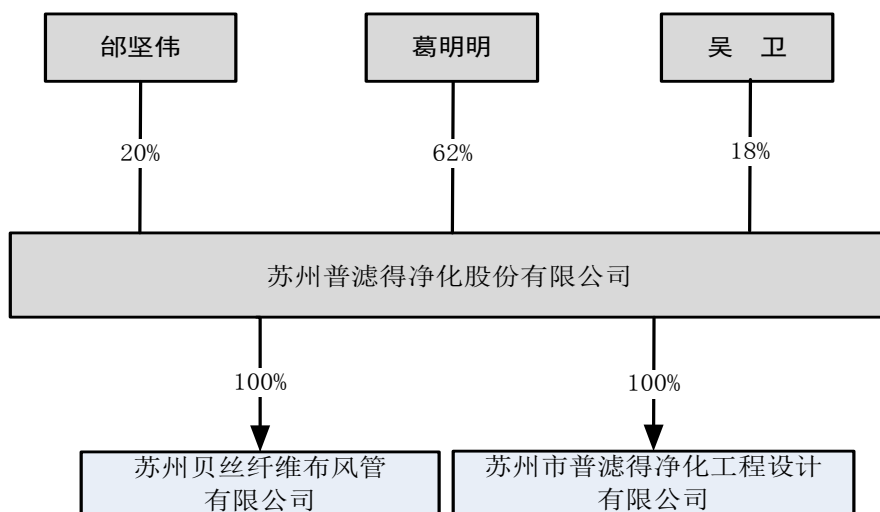 邰坚伟
葛明明
吴 卫
20%
62%
18%
苏州普滤得净化股份有限公司
100%
100%
苏州贝丝纤维布风管
有限公司
苏州市普滤得净化工程设计
有限公司